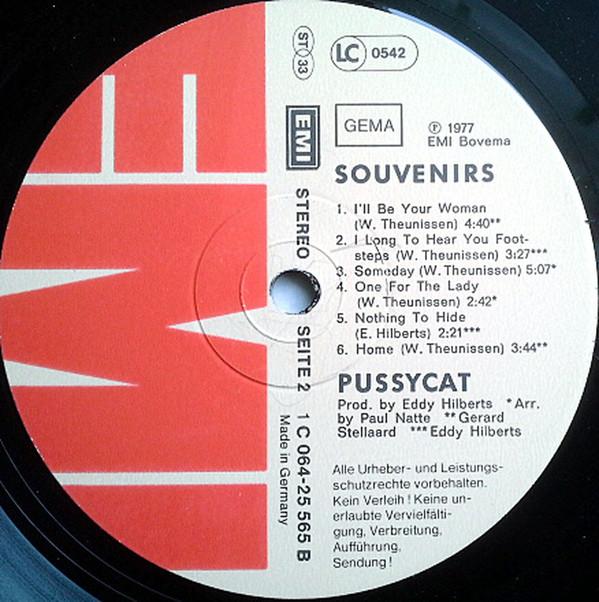 ST
33
LC 0542
GEMA
℗ 1977
EMI Bovema
EMI
STEREO
SEITE 2
1 C 064-25 565 B
Made in Germany
SOUVENIRS
1. I'll Be Your Woman
(W. Theunissen) 4:40**
2. I Long To Hear You Foot-
steps (W. Theunissen) 3:27***
3. Someday (W. Theunissen) 5:07*
4. One For The Lady
(W. Theunissen) 2:42*
5. Nothing To Hide
(E. Hilberts) 2:21***
6. Home (W. Theunissen) 3:44**
PUSSYCAT
Prod. by Eddy Hilberts *Arr.
by Paul Natte **Gerard
Stellaard ***Eddy Hilberts
Alle Urheber- und Leistungs-
schutzrechte vorbehalten.
Kein Verleih! Keine un-
erlaubte Vervielfälti-
gung, Verbreitung,
Aufführung,
Sendung!
EMI